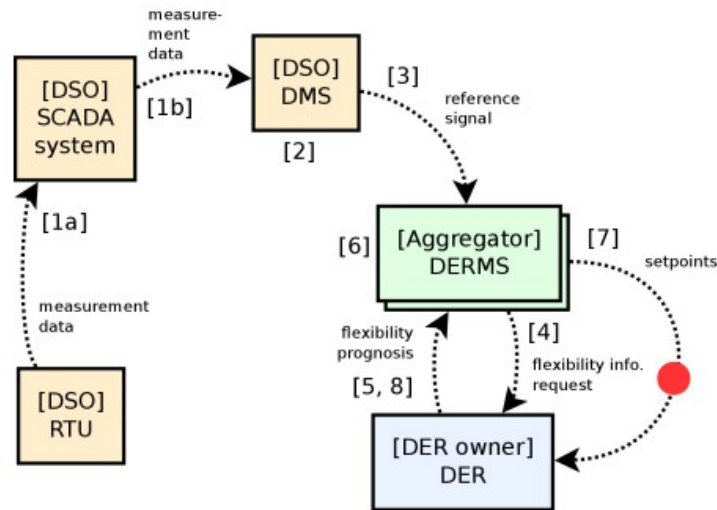 measure-
ment
data
[DSO]
SCADA
system
[1b]
[DSO]
DMS
[2]
[3]
reference
signal
[1a]
measurement
data
[DSO]
RTU
[6]
[Aggregator]
DERMS
[7]
setpoints
flexibility
prognosis
[5, 8]
[4]
flexibility info.
request
[DER owner]
DER